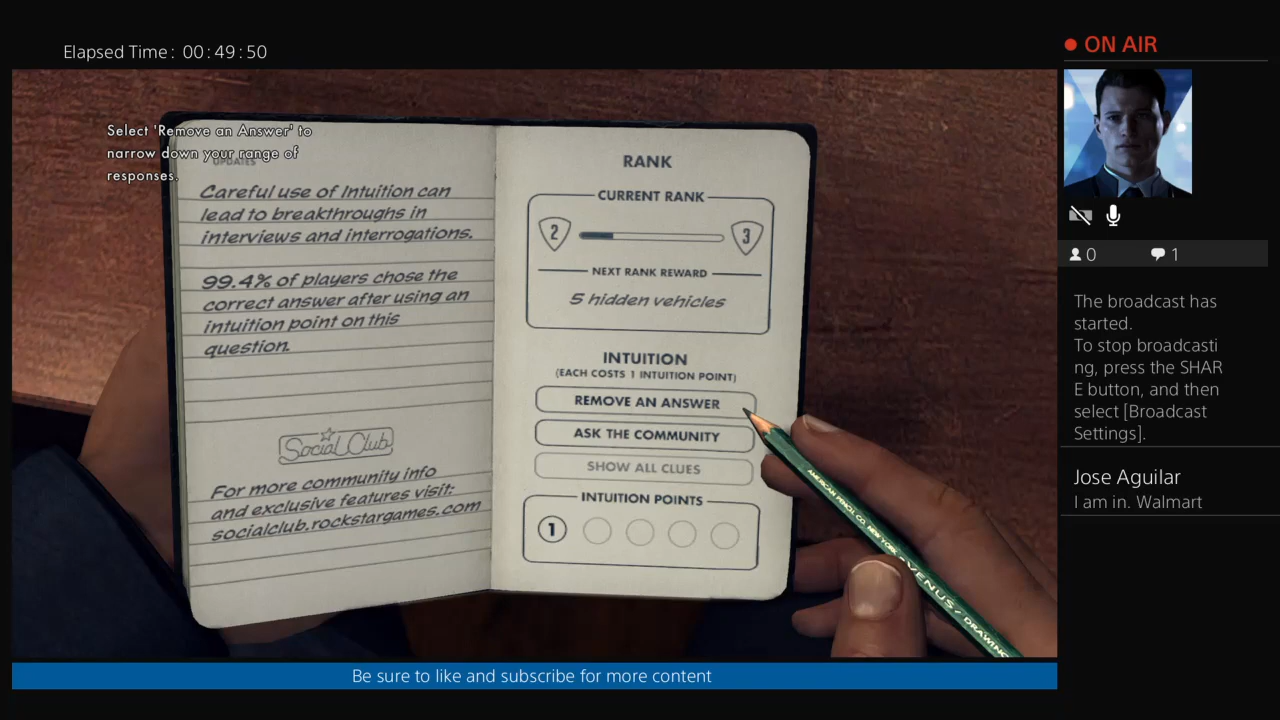 Elapsed Time: 00:49:50
ON AIR
Select 'Remove an Answer' to
narrow down your range of
responses.
UPDATES
Careful use of Intuition can
lead to breakthroughs in
interviews and interrogations.
99.4% of players chose the
correct answer after using an
intuition point on this
question.
Social Club
For more community info
and exclusive features visit:
socialclub.rockstargames.com
RANK
CURRENT RANK
2 3
NEXT RANK REWARD
5 hidden vehicles
INTUITION
(EACH COSTS 1 INTUITION POINT)
REMOVE AN ANSWER
ASK THE COMMUNITY
SHOW ALL CLUES
INTUITION POINTS
1
AMERICAN PENCIL CO. NEW YORK VENUS DRAWING
0 1
The broadcast has
started.
To stop broadcasti
ng, press the SHAR
E button, and then
select [Broadcast
Settings].
Jose Aguilar
I am in. Walmart
Be sure to like and subscribe for more content